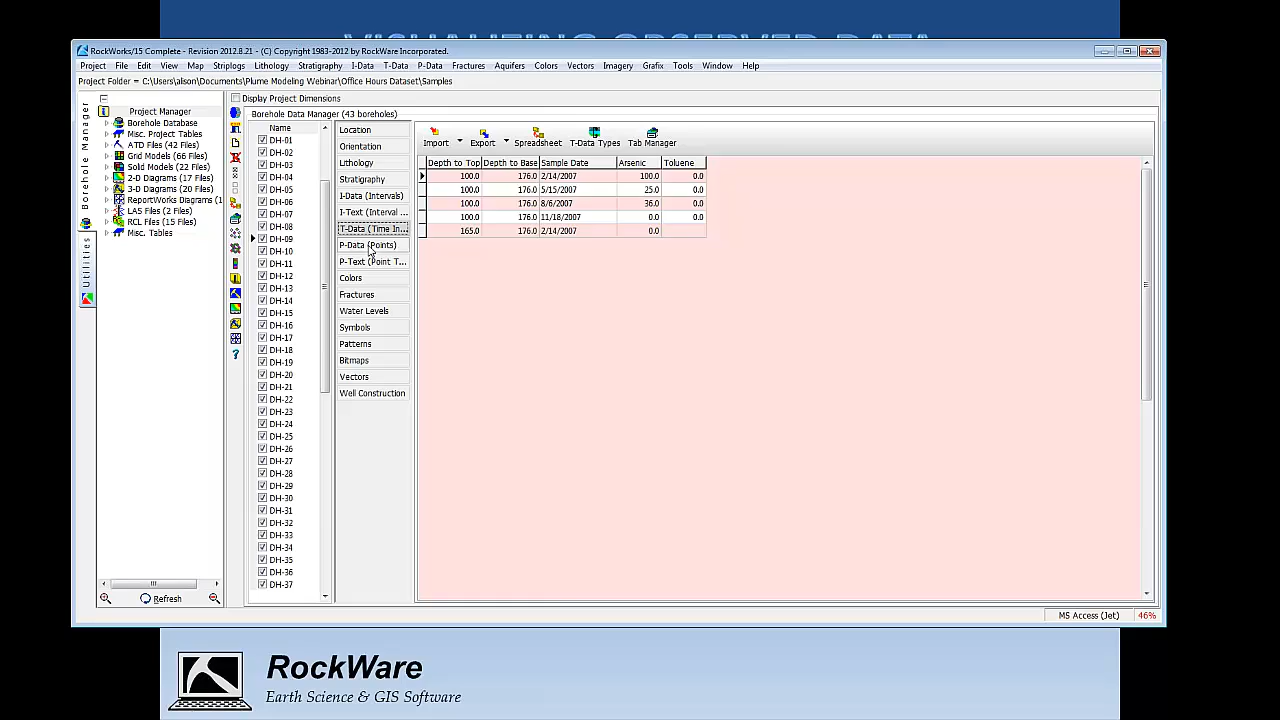 VISUALIZING OBSERVED DATA
RockWorks/15 Complete - Revision 2012.8.21 - (C) Copyright 1983-2012 by RockWare Incorporated.
Project File Edit View Map Striplogs Lithology Stratigraphy I-Data T-Data P-Data Fractures Aquifers Colors Vectors Imagery Grafix Tools Window Help
Project Folder = C:\Users\alison\Documents\Plume Modeling Webinar\Office Hours Dataset\Samples
Borehole Manager
Utilities
Project Manager
Borehole Database
Misc. Project Tables
ATD Files (42 Files)
Grid Models (66 Files)
Solid Models (22 Files)
2-D Diagrams (17 Files)
3-D Diagrams (20 Files)
ReportWorks Diagrams (1
LAS Files (2 Files)
RCL Files (15 Files)
Misc. Tables
Refresh
Display Project Dimensions
Borehole Data Manager (43 boreholes)
Name
DH-01
DH-02
DH-03
DH-04
DH-05
DH-06
DH-07
DH-08
DH-09
DH-10
DH-11
DH-12
DH-13
DH-14
DH-15
DH-16
DH-17
DH-18
DH-19
DH-20
DH-21
DH-22
DH-23
DH-24
DH-25
DH-26
DH-27
DH-28
DH-29
DH-30
DH-31
DH-32
DH-33
DH-34
DH-35
DH-36
DH-37
Location
Orientation
Lithology
Stratigraphy
I-Data (Intervals)
I-Text (Interval ...
T-Data (Time In...
P-Data (Points)
P-Text (Point T...
Colors
Fractures
Water Levels
Symbols
Patterns
Bitmaps
Vectors
Well Construction
Import Export Spreadsheet T-Data Types Tab Manager
Depth to Top Depth to Base Sample Date Arsenic Toluene
100.0 176.0 2/14/2007 100.0 0.0
100.0 176.0 5/15/2007 25.0 0.0
100.0 176.0 8/6/2007 36.0 0.0
100.0 176.0 11/18/2007 0.0 0.0
165.0 176.0 2/14/2007 0.0
MS Access (Jet) 46%
RockWare
Earth Science & GIS Software